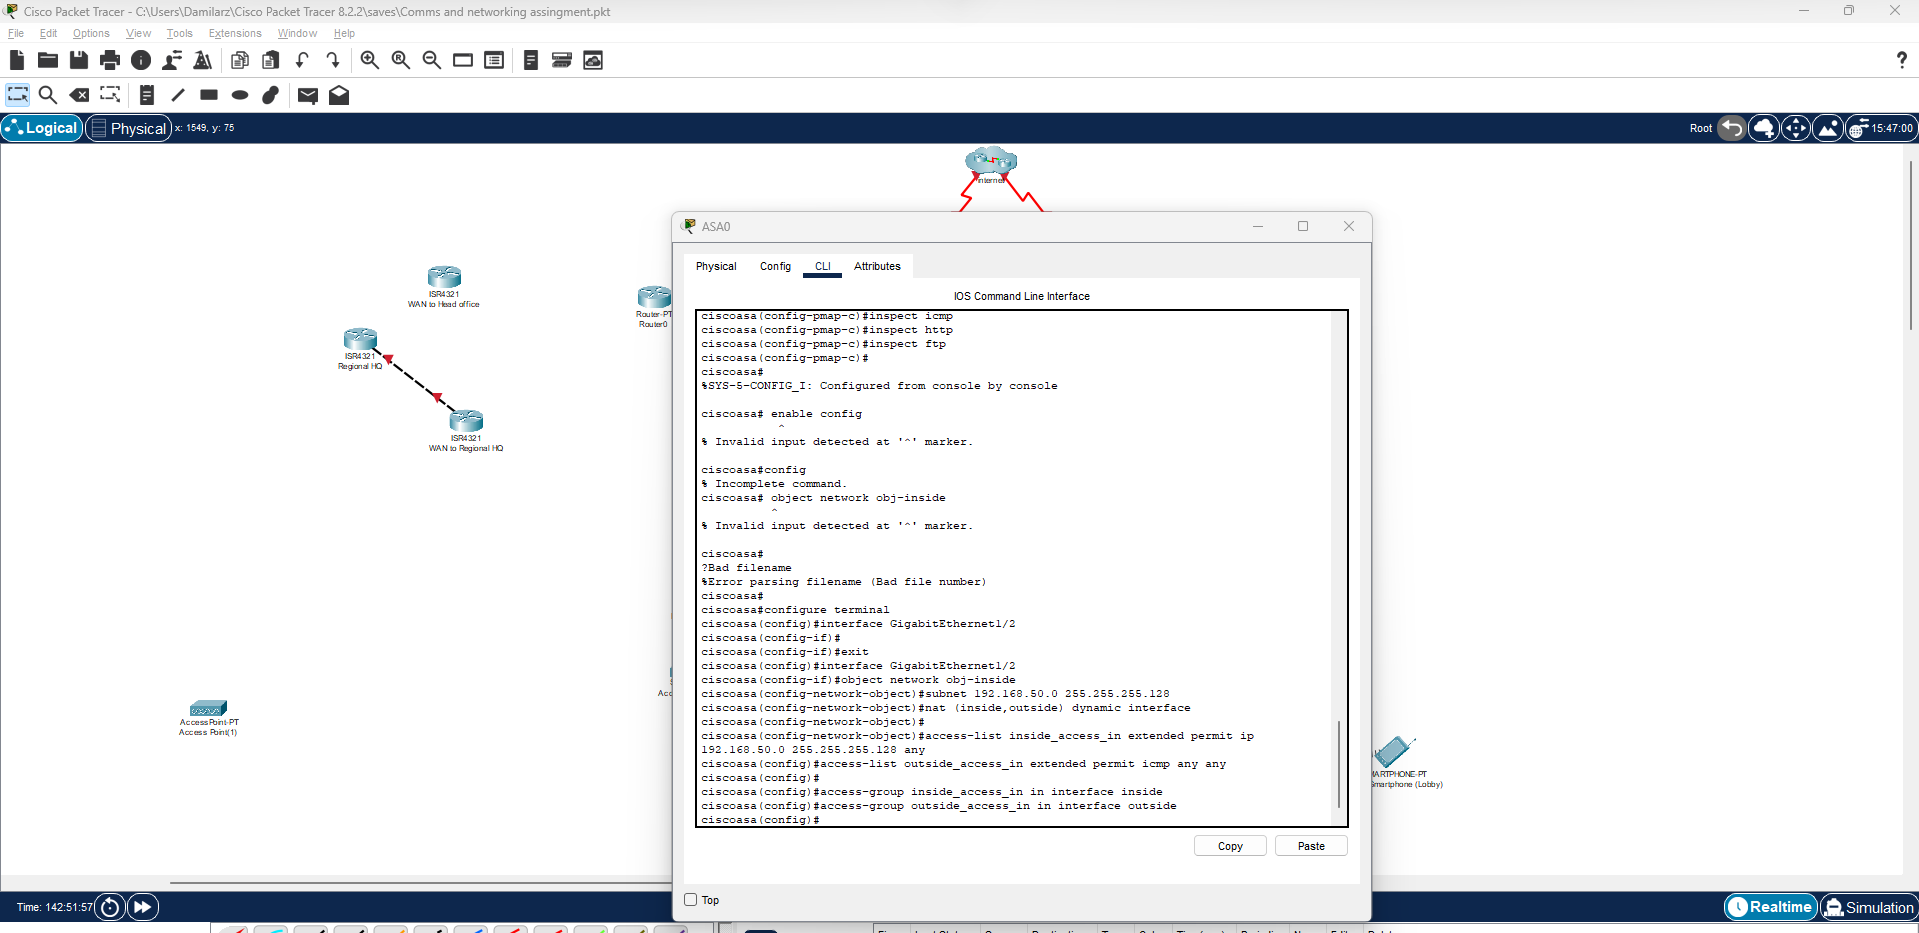 Cisco Packet Tracer - C:\Users\Damilarz\Cisco Packet Tracer 8.2.2\saves\Comms and networking assingment.pkt
File Edit Options View Tools Extensions Window Help
Logical Physical x: 1549, y: 75 Root 15:47:00
Internet
ISR4321
WAN to Head office
Router-PT
Router0
ISR4321
Regional HQ
ISR4321
WAN to Regional HQ
AccessPoint-PT
Access Point(1)
Acc
MARTPHONE-PT
Smartphone (Lobby)
ASA0
Physical Config CLI Attributes
IOS Command Line Interface
ciscoasa(config-pmap-c)#inspect icmp
ciscoasa(config-pmap-c)#inspect http
ciscoasa(config-pmap-c)#inspect ftp
ciscoasa(config-pmap-c)#
ciscoasa#
%SYS-5-CONFIG_I: Configured from console by console
ciscoasa# enable config
^
% Invalid input detected at '^' marker.
ciscoasa#config
% Incomplete command.
ciscoasa# object network obj-inside
^
% Invalid input detected at '^' marker.
ciscoasa#
?Bad filename
%Error parsing filename (Bad file number)
ciscoasa#
ciscoasa#configure terminal
ciscoasa(config)#interface GigabitEthernet1/2
ciscoasa(config-if)#
ciscoasa(config-if)#exit
ciscoasa(config)#interface GigabitEthernet1/2
ciscoasa(config-if)#object network obj-inside
ciscoasa(config-network-object)#subnet 192.168.50.0 255.255.255.128
ciscoasa(config-network-object)#nat (inside,outside) dynamic interface
ciscoasa(config-network-object)#
ciscoasa(config-network-object)#access-list inside_access_in extended permit ip
192.168.50.0 255.255.255.128 any
ciscoasa(config)#access-list outside_access_in extended permit icmp any any
ciscoasa(config)#
ciscoasa(config)#access-group inside_access_in in interface inside
ciscoasa(config)#access-group outside_access_in in interface outside
ciscoasa(config)#
Copy Paste
Top
Time: 142:51:57 Realtime Simulation